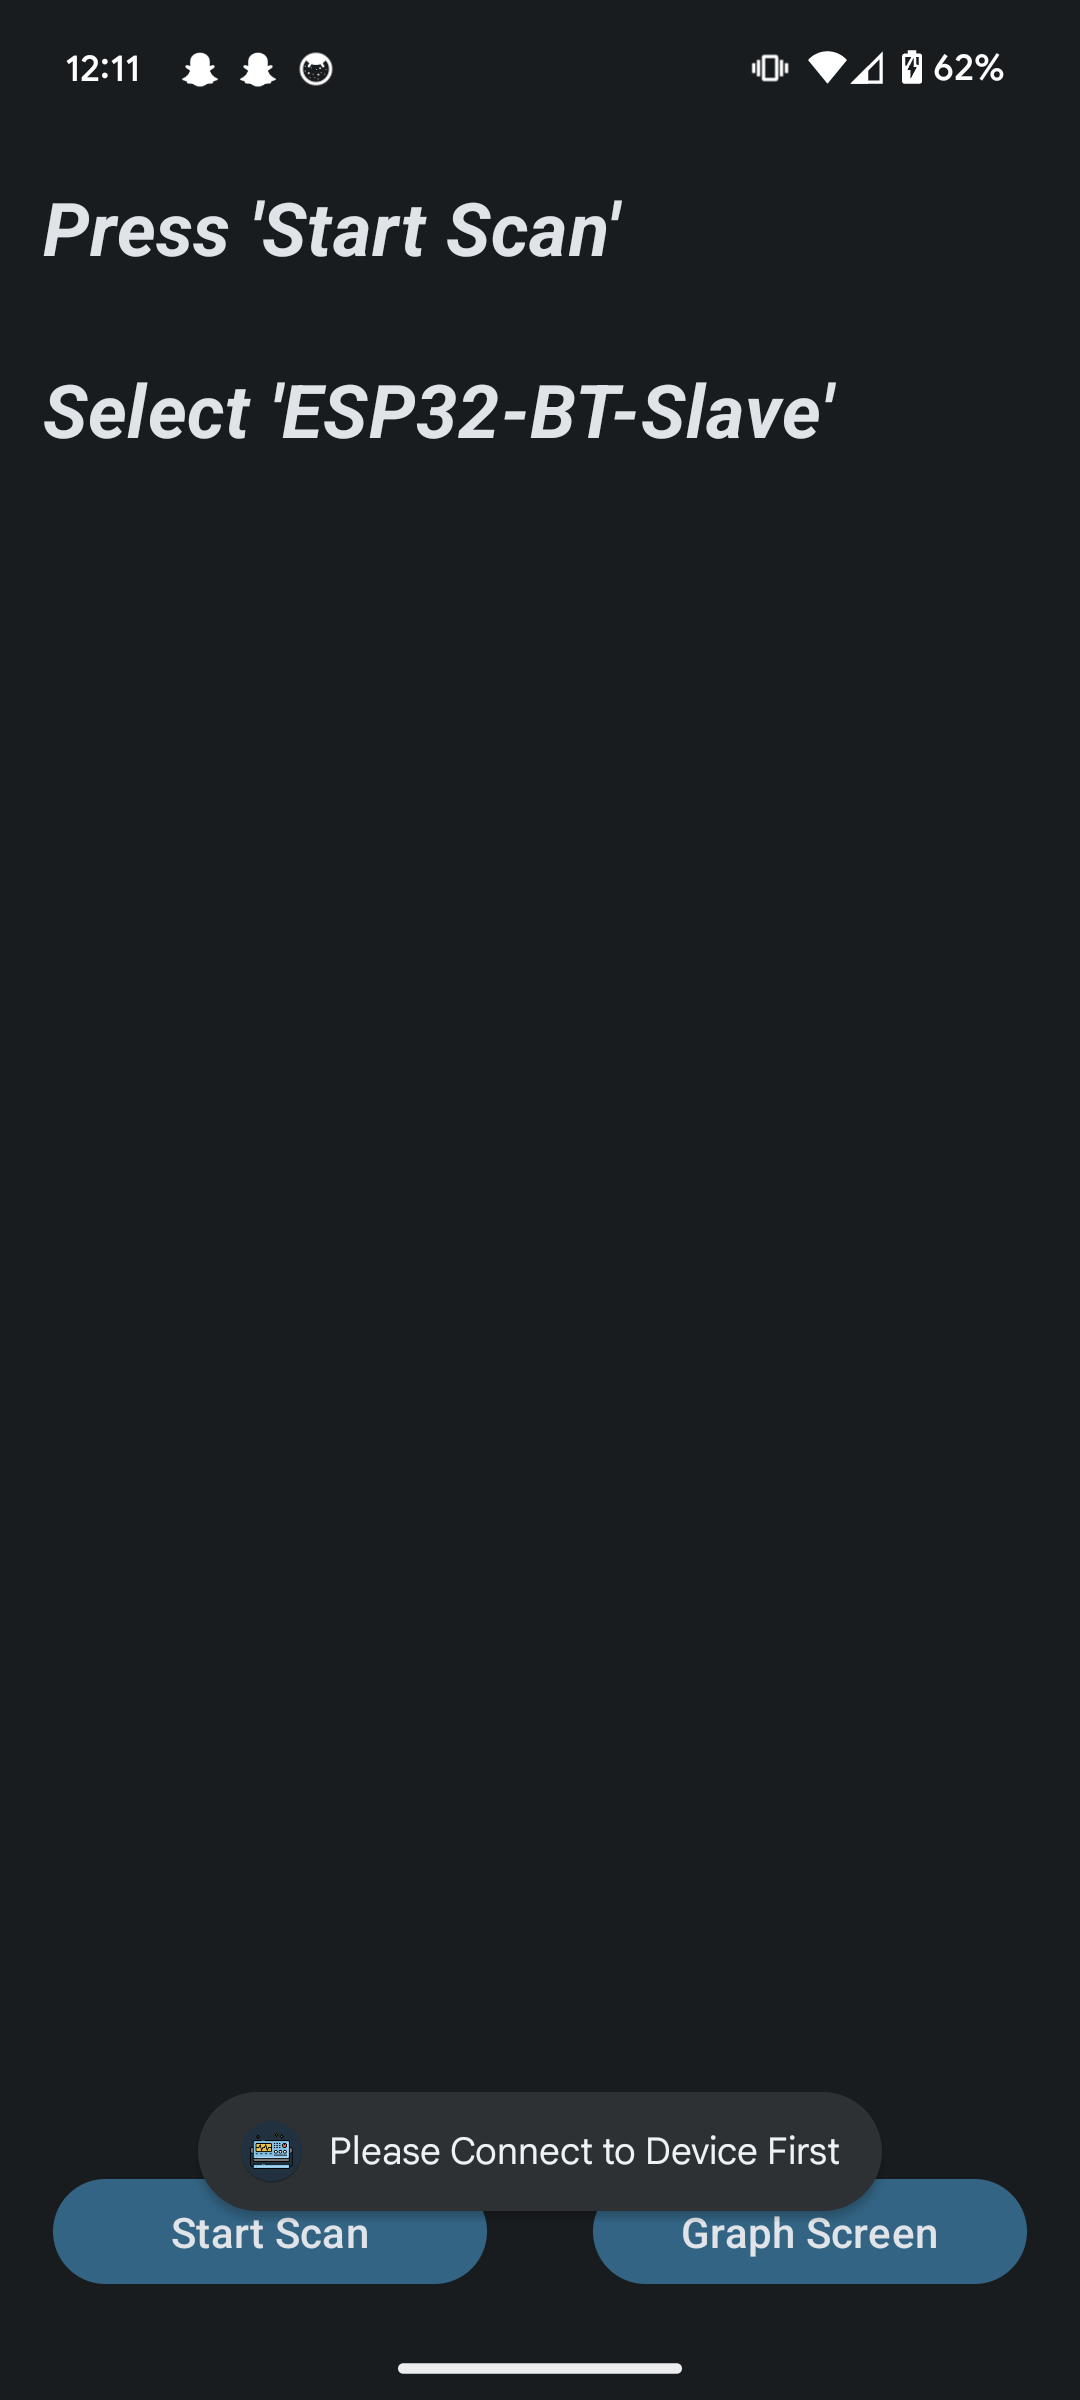 12:11 62%
Press 'Start Scan'
Select 'ESP32-BT-Slave'
Please Connect to Device First
Start Scan Graph Screen